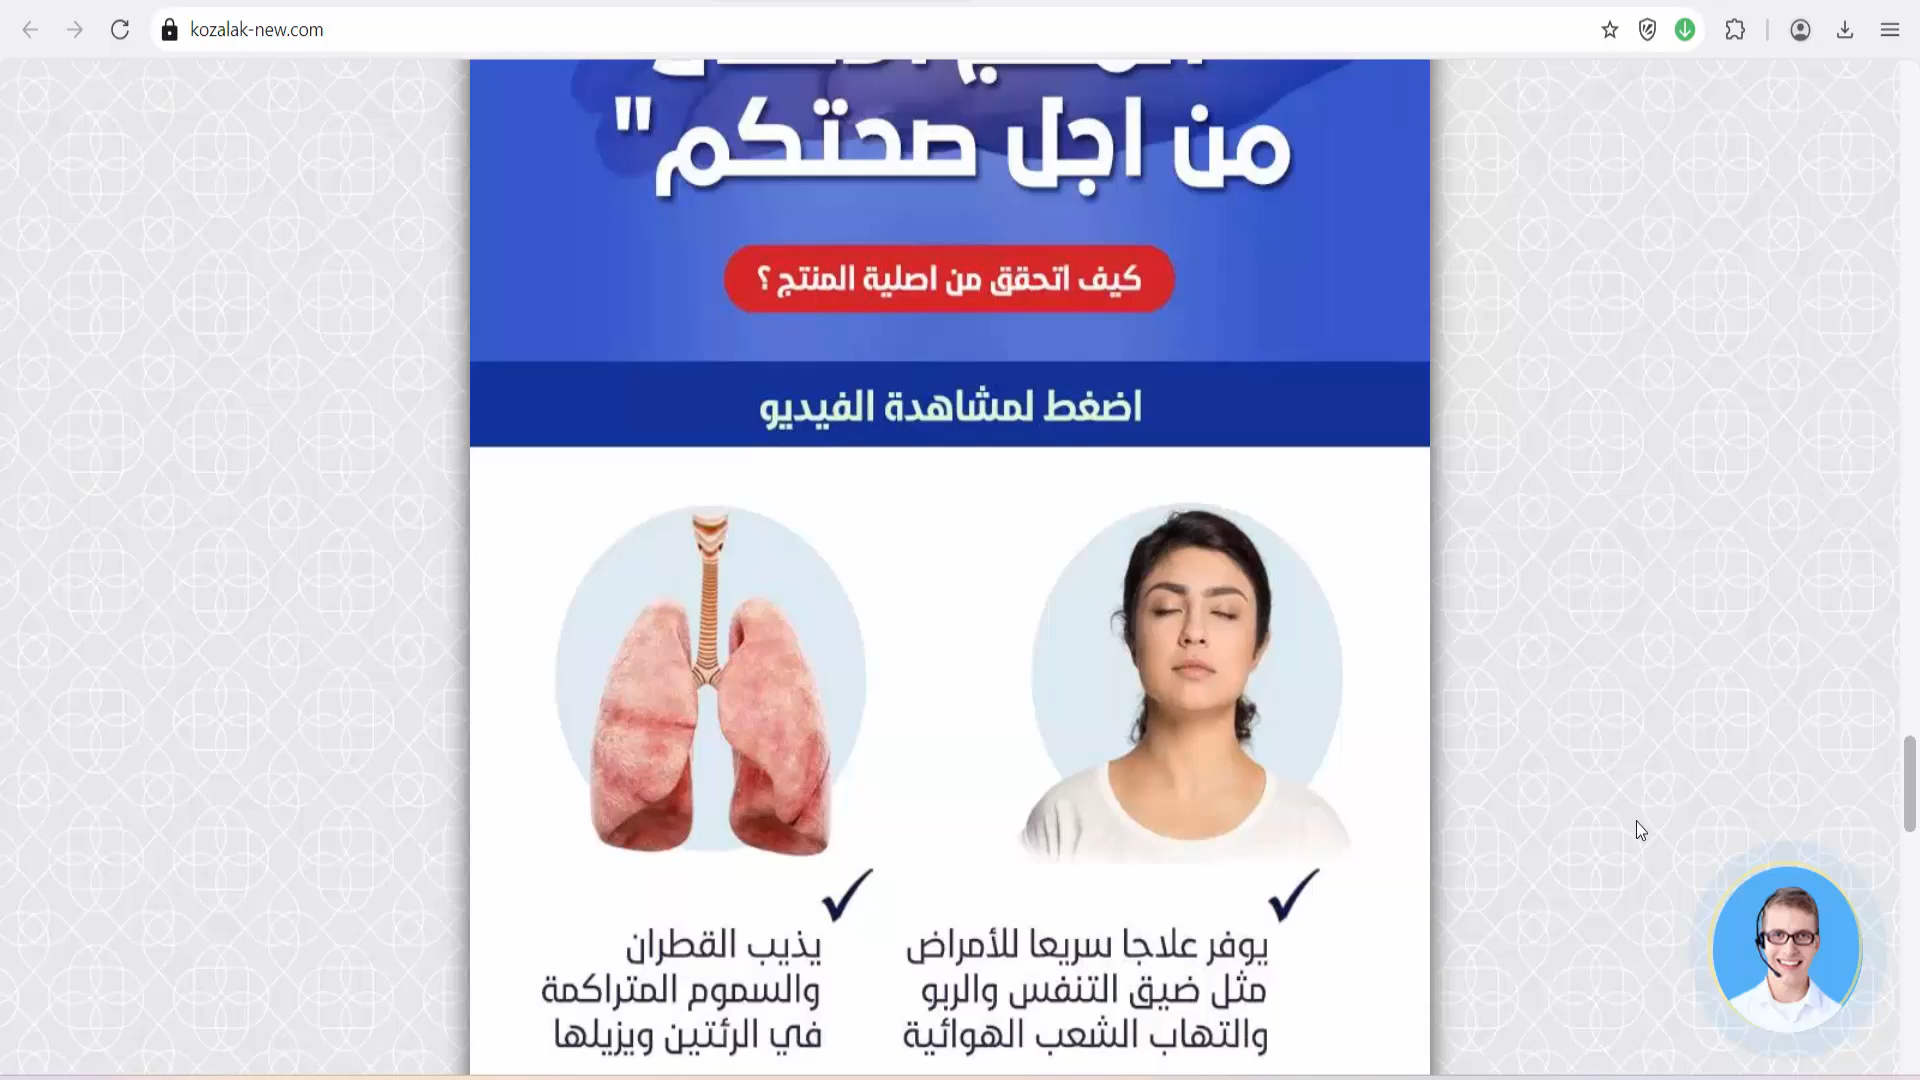 kozalak-new.com
من اجل صحتكم"
كيف اتحقق من اصلية المنتج ؟
اضغط لمشاهدة الفيديو
يوفر علاجا سريعا للأمراض
مثل ضيق التنفس والربو
والتهاب الشعب الهوائية
يذيب القطران
والسموم المتراكمة
في الرئتين ويزيلها